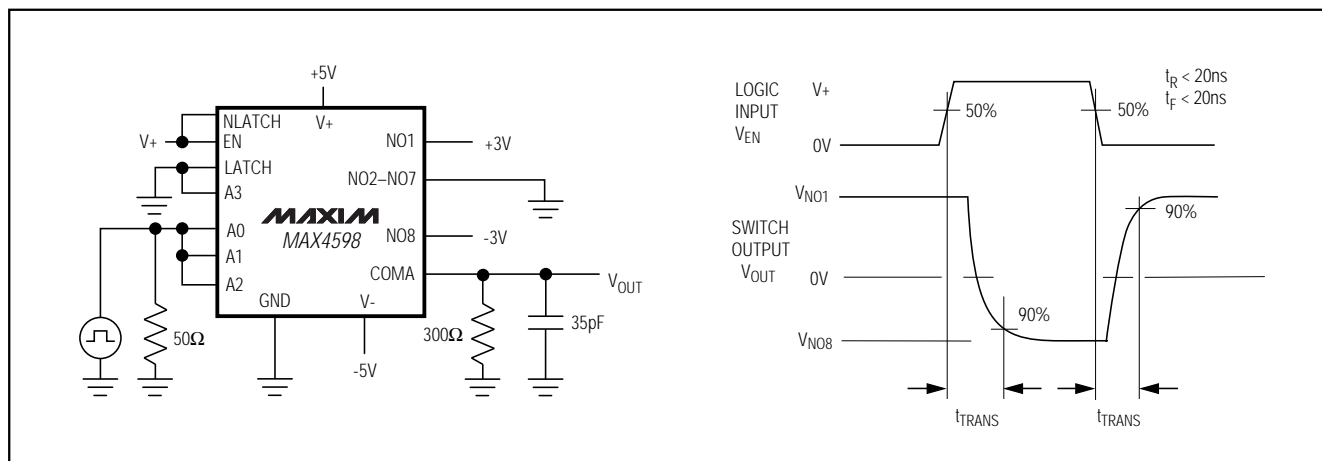 +5V
NLATCH
V+
V+
EN
NO1
+3V
LATCH
NO2–NO7
A3
MAXIM
MAX4598
A0
NO8
-3V
A1
COMA
VOUT
A2
GND
V-
50Ω
300Ω
35pF
-5V
LOGIC
INPUT
VEN
V+
50%
50%
tR < 20ns
tF < 20ns
0V
VNO1
90%
SWITCH
OUTPUT
VOUT
0V
90%
VNO8
tTRANS
tTRANS